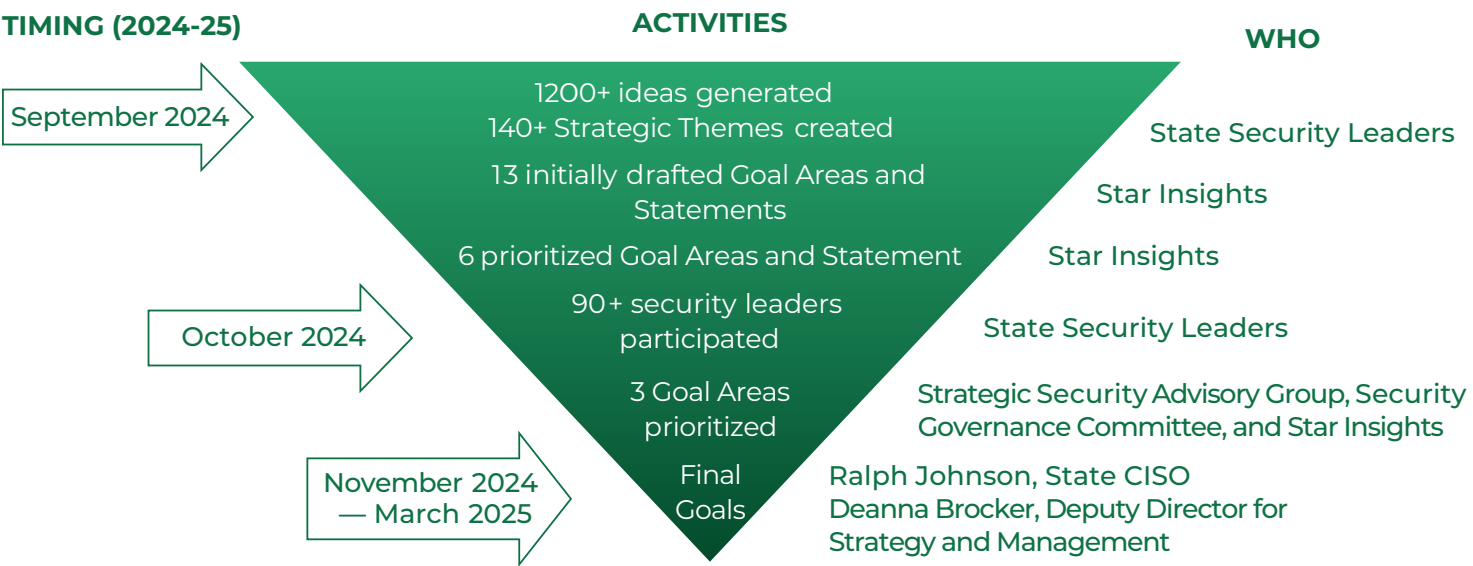 TIMING (2024-25)
ACTIVITIES
WHO
September 2024
1200+ ideas generated
140+ Strategic Themes created
State Security Leaders
13 initially drafted Goal Areas and
Statements
Star Insights
6 prioritized Goal Areas and Statement
Star Insights
October 2024
90+ security leaders
participated
State Security Leaders
3 Goal Areas
prioritized
Strategic Security Advisory Group, Security
Governance Committee, and Star Insights
November 2024
— March 2025
Final
Goals
Ralph Johnson, State CISO
Deanna Brocker, Deputy Director for
Strategy and Management